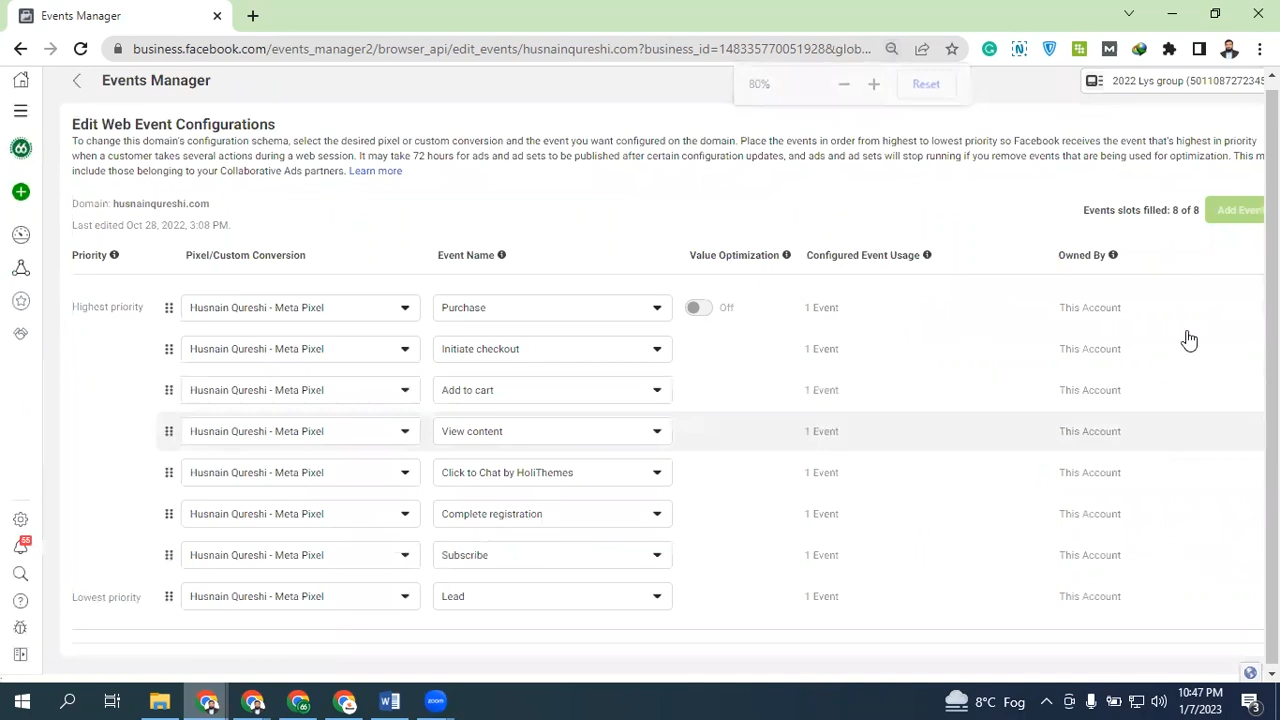 Events Manager
business.facebook.com/events_manager2/browser_api/edit_events/husnainqureshi.com?business_id=148335770051928&glob...
Events Manager
80%
Reset
2022 Lys group (5011087272345
Edit Web Event Configurations
To change this domain's configuration schema, select the desired pixel or custom conversion and the event you want configured on the domain. Place the events in order from highest to lowest priority so Facebook receives the event that's highest in priority
when a customer takes several actions during a web session. It may take 72 hours for ads and ad sets to be published after certain configuration updates, and ads and ad sets will stop running if you remove events that are being used for optimization. This m
include those belonging to your Collaborative Ads partners. Learn more
Domain: husnainqureshi.com
Last edited Oct 28, 2022, 3:08 PM.
Events slots filled: 8 of 8
Add Even
Priority Pixel/Custom Conversion Event Name Value Optimization Configured Event Usage Owned By
Highest priority Husnain Qureshi - Meta Pixel Purchase Off 1 Event This Account
Husnain Qureshi - Meta Pixel Initiate checkout 1 Event This Account
Husnain Qureshi - Meta Pixel Add to cart 1 Event This Account
Husnain Qureshi - Meta Pixel View content 1 Event This Account
Husnain Qureshi - Meta Pixel Click to Chat by HoliThemes 1 Event This Account
Husnain Qureshi - Meta Pixel Complete registration 1 Event This Account
Husnain Qureshi - Meta Pixel Subscribe 1 Event This Account
Lowest priority Husnain Qureshi - Meta Pixel Lead 1 Event This Account
55
8°C Fog
10:47 PM
1/7/2023
3